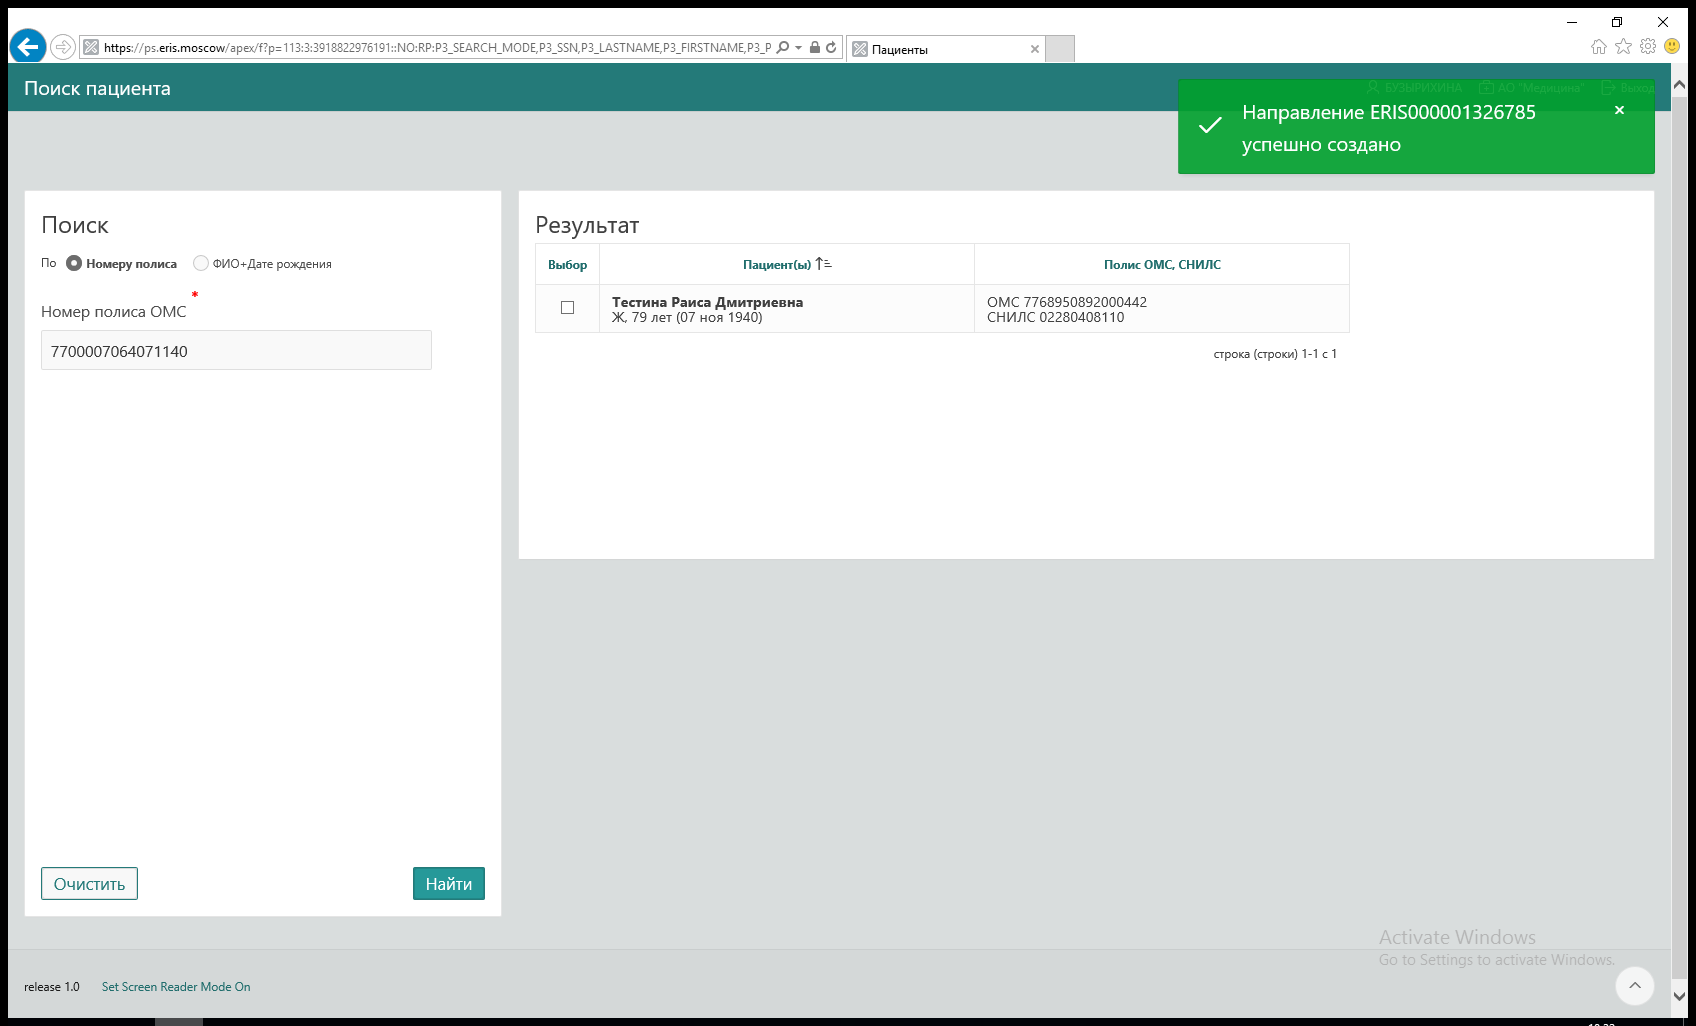 https://ps.eris.moscow/apex/f?p=113:3:3918822976191::NO:RP:P3_SEARCH_MODE,P3_SSN,P3_LASTNAME,P3_FIRSTNAME,P3_P
Пациенты
Поиск пациента
БУЗЫРИХИНА АО "Медицина" Выход
Направление ERIS000001326785
успешно создано
Поиск
По Номеру полиса ФИО+Дате рождения
Номер полиса ОМС *
7700007064071140
Очистить Найти
Результат
Выбор Пациент(ы) Полис ОМС, СНИЛС
Тестина Раиса Дмитриевна ОМС 7768950892000442
Ж, 79 лет (07 ноя 1940) СНИЛС 02280408110
строка (строки) 1-1 с 1
Activate Windows
Go to Settings to activate Windows.
release 1.0 Set Screen Reader Mode On